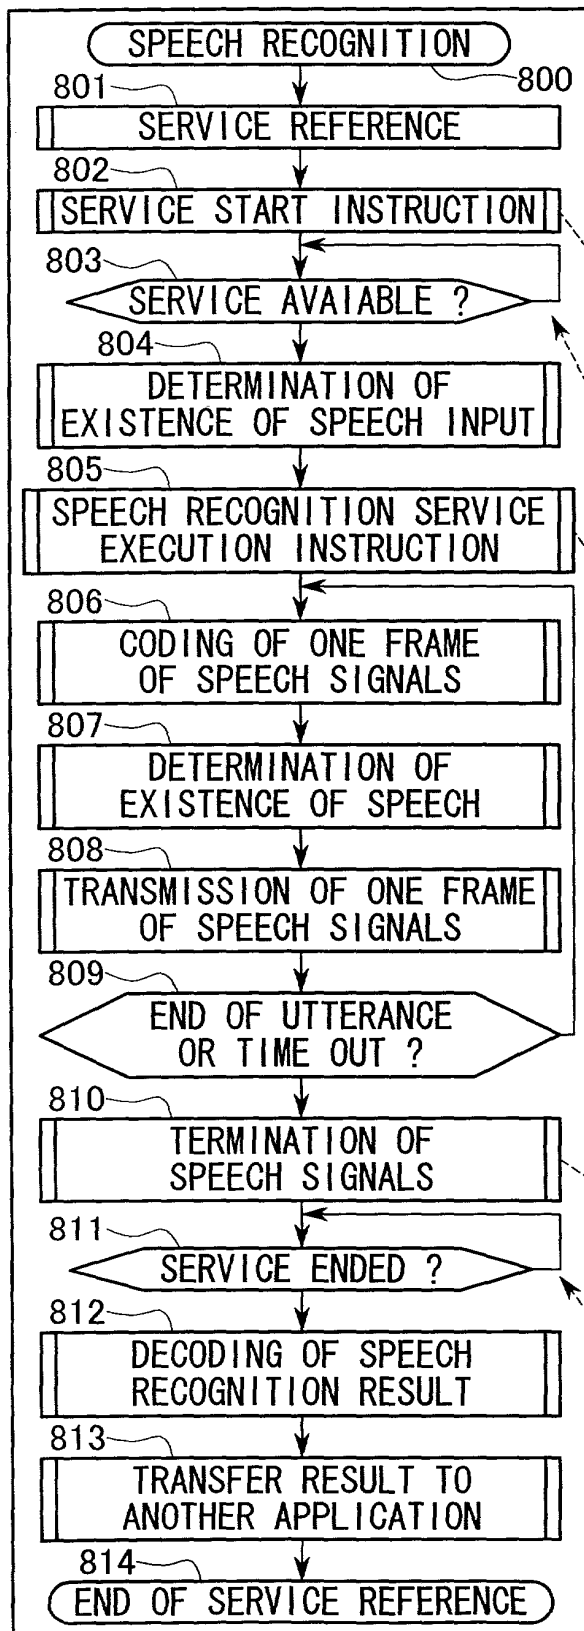 SPEECH RECOGNITION
800
801
SERVICE REFERENCE
802
SERVICE START INSTRUCTION
803
SERVICE AVAIABLE ?
804
DETERMINATION OF
EXISTENCE OF SPEECH INPUT
805
SPEECH RECOGNITION SERVICE
EXECUTION INSTRUCTION
806
CODING OF ONE FRAME
OF SPEECH SIGNALS
807
DETERMINATION OF
EXISTENCE OF SPEECH
808
TRANSMISSION OF ONE FRAME
OF SPEECH SIGNALS
809
END OF UTTERANCE
OR TIME OUT ?
810
TERMINATION OF
SPEECH SIGNALS
811
SERVICE ENDED ?
812
DECODING OF SPEECH
RECOGNITION RESULT
813
TRANSFER RESULT TO
ANOTHER APPLICATION
814
END OF SERVICE REFERENCE